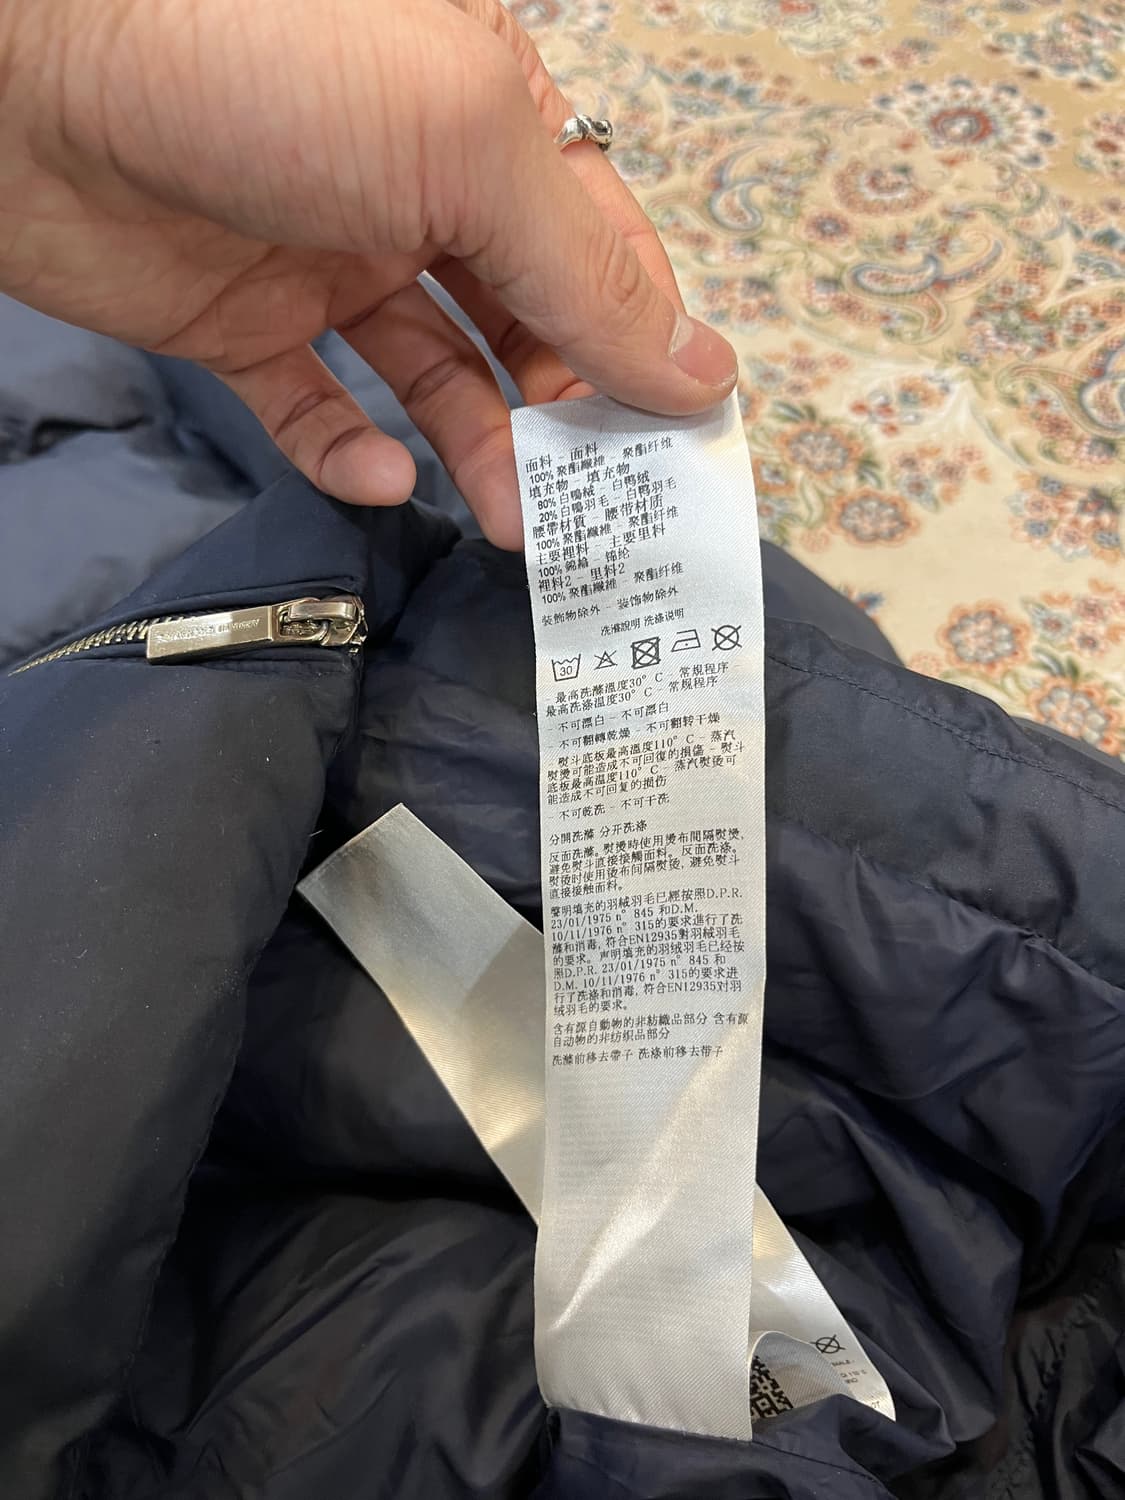 面料 - 面料
100% 聚酯纖維 - 聚酯纤维
填充物 - 填充物
80% 白鴨絨 - 白鸭绒
20% 白鴨羽毛 - 白鸭羽毛
腰帶材質 - 腰带材质
100% 聚酯纖維 - 聚酯纤维
主要裡料 - 主要里料
100% 錦綸 - 锦纶
裡料2 - 里料2
100% 聚酯纖維 - 聚酯纤维
装飾物除外 - 装饰物除外
洗滌說明 洗涤说明
30
- 最高洗滌溫度30° C - 常規程序 -
最高洗涤温度30° C - 常规程序
- 不可漂白 - 不可漂白
- 不可翻轉乾燥 - 不可翻转干燥
- 熨斗底板最高溫度110° C - 蒸汽
熨燙可能造成不可回復的損傷 - 熨斗
底板最高温度110° C - 蒸汽熨烫可
能造成不可回复的损伤
- 不可乾洗 - 不可干洗
分開洗滌 分开洗涤
反面洗滌。熨燙時使用燙布間隔熨燙,
避免熨斗直接接觸面料。反面洗涤。
熨烫时使用烫布间隔熨烫, 避免熨斗
直接接触面料。
聲明填充的羽絨羽毛已經按照D.P.R.
23/01/1975 n° 845 和D.M.
10/11/1976 n° 315的要求進行了洗
滌和消毒, 符合EN12935對羽絨羽毛
的要求。声明填充的羽绒羽毛已经按
照D.P.R. 23/01/1975 n° 845 和
D.M. 10/11/1976 n° 315的要求进
行了洗涤和消毒, 符合EN12935对羽
绒羽毛的要求。
含有源自動物的非紡織品部分 含有源
自动物的非纺织品部分
洗滌前移去帶子 洗涤前移去带子